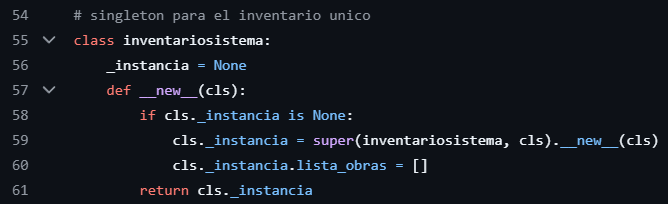 54 # singleton para el inventario unico
55 class inventariosistema:
56     _instancia = None
57     def __new__(cls):
58         if cls._instancia is None:
59             cls._instancia = super(inventariosistema, cls).__new__(cls)
60             cls._instancia.lista_obras = []
61         return cls._instancia